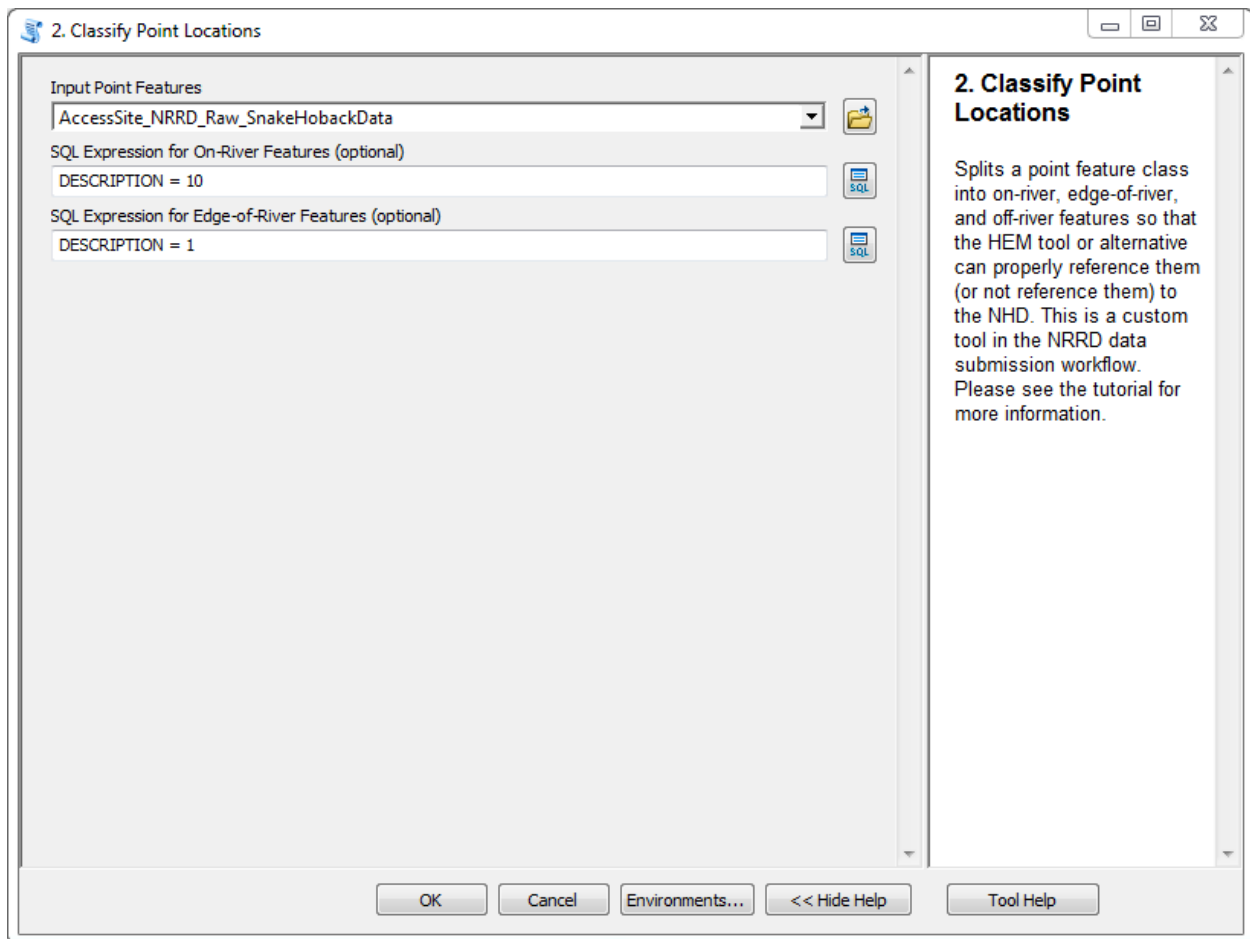 2. Classify Point Locations
Input Point Features
AccessSite_NRRD_Raw_SnakeHobackData
SQL Expression for On-River Features (optional)
DESCRIPTION = 10
SQL
SQL Expression for Edge-of-River Features (optional)
DESCRIPTION = 1
SQL
2. Classify Point
Locations
Splits a point feature class
into on-river, edge-of-river,
and off-river features so that
the HEM tool or alternative
can properly reference them
(or not reference them) to
the NHD. This is a custom
tool in the NRRD data
submission workflow.
Please see the tutorial for
more information.
OK
Cancel
Environments...
<< Hide Help
Tool Help